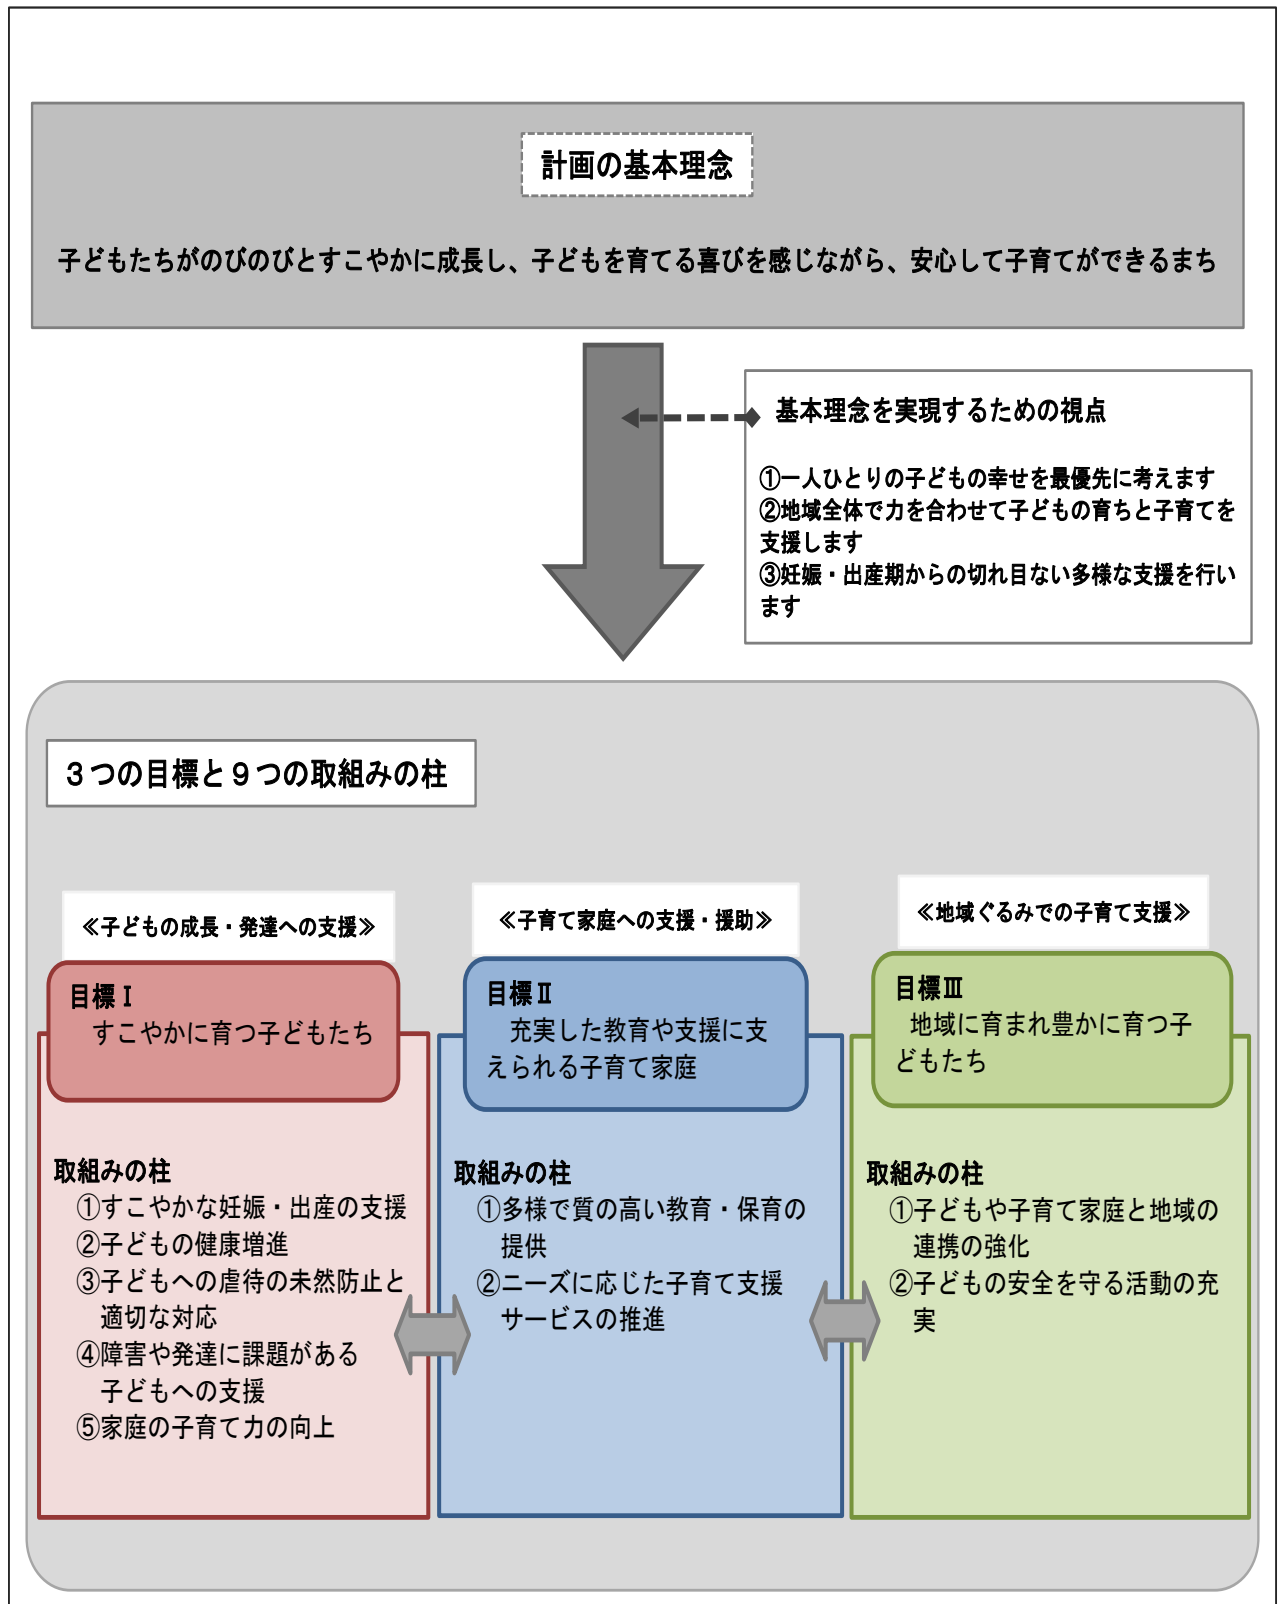 計画の基本理念
子どもたちがのびのびとすこやかに成長し、子どもを育てる喜びを感じながら、安心して子育てができるまち
基本理念を実現するための視点
①一人ひとりの子どもの幸せを最優先に考えます
②地域全体で力を合わせて子どもの育ちと子育てを
支援します
③妊娠・出産期からの切れ目ない多様な支援を行い
ます
３つの目標と９つの取組みの柱
≪子どもの成長・発達への支援≫
目標Ⅰ
すこやかに育つ子どもたち
取組みの柱
①すこやかな妊娠・出産の支援
②子どもの健康増進
③子どもへの虐待の未然防止と
適切な対応
④障害や発達に課題がある
子どもへの支援
⑤家庭の子育て力の向上
≪子育て家庭への支援・援助≫
目標Ⅱ
充実した教育や支援に支
えられる子育て家庭
取組みの柱
①多様で質の高い教育・保育の
提供
②ニーズに応じた子育て支援
サービスの推進
≪地域ぐるみでの子育て支援≫
目標Ⅲ
地域に育まれ豊かに育つ子
どもたち
取組みの柱
①子どもや子育て家庭と地域の
連携の強化
②子どもの安全を守る活動の充
実